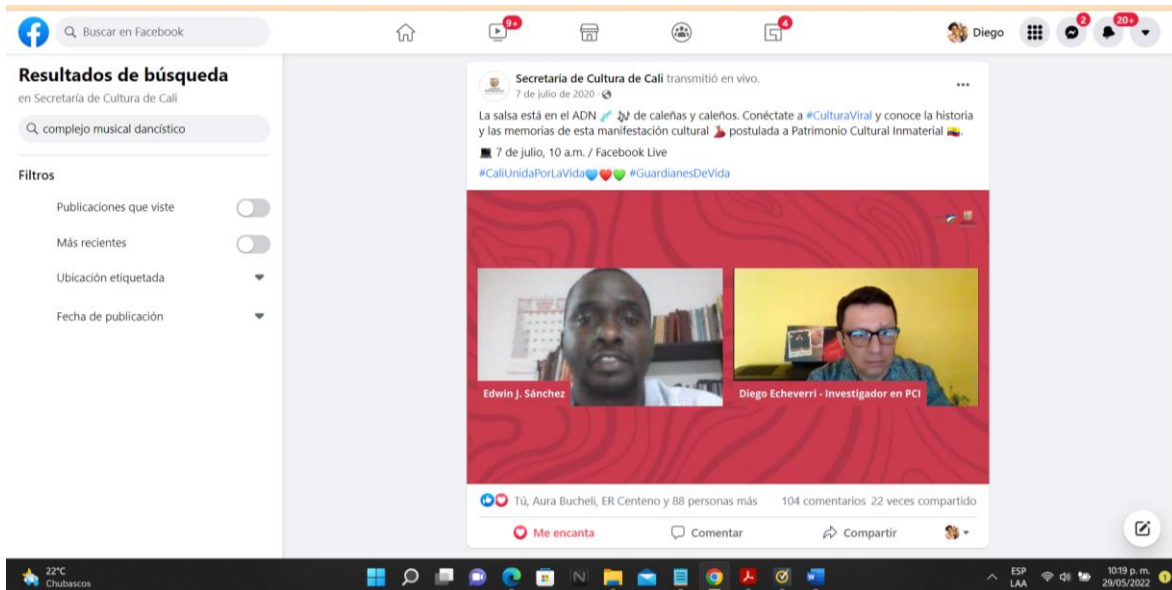 Buscar en Facebook
9+
4
Diego
2
20+
Resultados de búsqueda
en Secretaría de Cultura de Cali
complejo musical dancístico
Filtros
Publicaciones que viste
Más recientes
Ubicación etiquetada
Fecha de publicación
Secretaría de Cultura de Cali transmitió en vivo.
7 de julio de 2020 ·
La salsa está en el ADN de caleñas y caleños. Conéctate a #CulturaViral y conoce la historia
y las memorias de esta manifestación cultural postulada a Patrimonio Cultural Inmaterial .
7 de julio, 10 a.m. / Facebook Live
#CaliUnidaPorLaVida #GuardianesDeVida
Edwin J. Sánchez
Diego Echeverri - Investigador en PCI
Tú, Aura Bucheli, ER Centeno y 88 personas más 104 comentarios 22 veces compartido
Me encanta
Comentar
Compartir
22°C
Chubascos
ESP
LAA
10:19 p. m.
29/05/2022
1